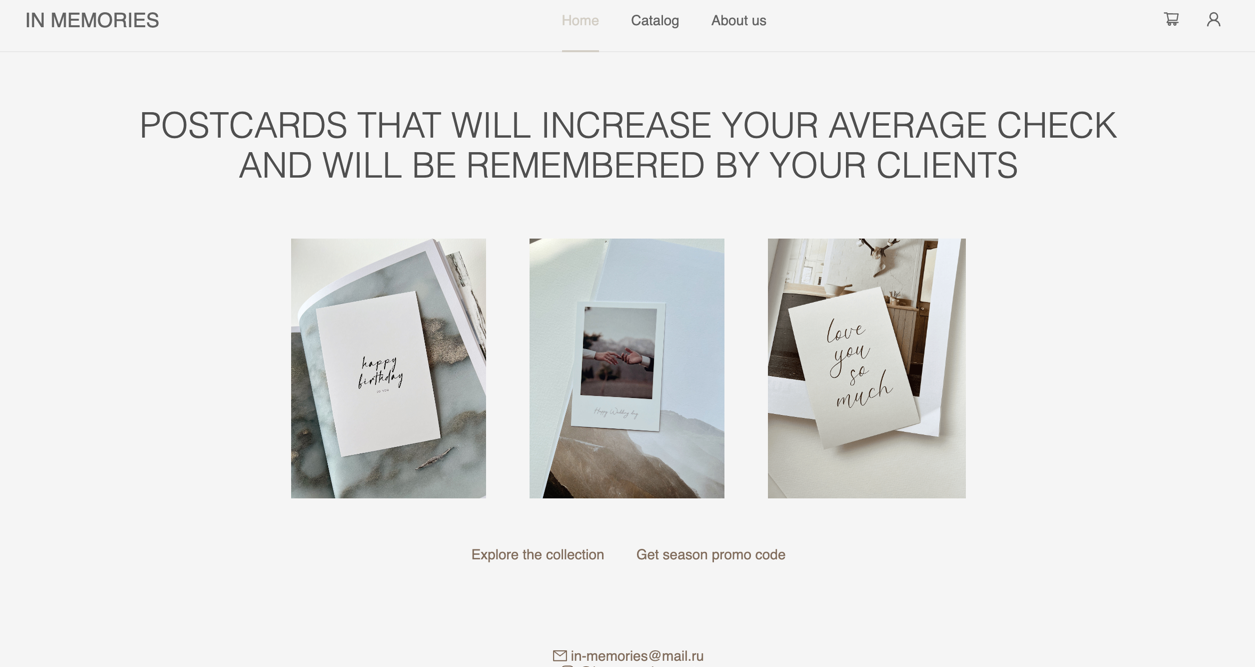 IN MEMORIES
Home
Catalog
About us
POSTCARDS THAT WILL INCREASE YOUR AVERAGE CHECK
AND WILL BE REMEMBERED BY YOUR CLIENTS
happy
birthday
Happy Wedding day
love
you
so
much
Explore the collection
Get season promo code
in-memories@mail.ru